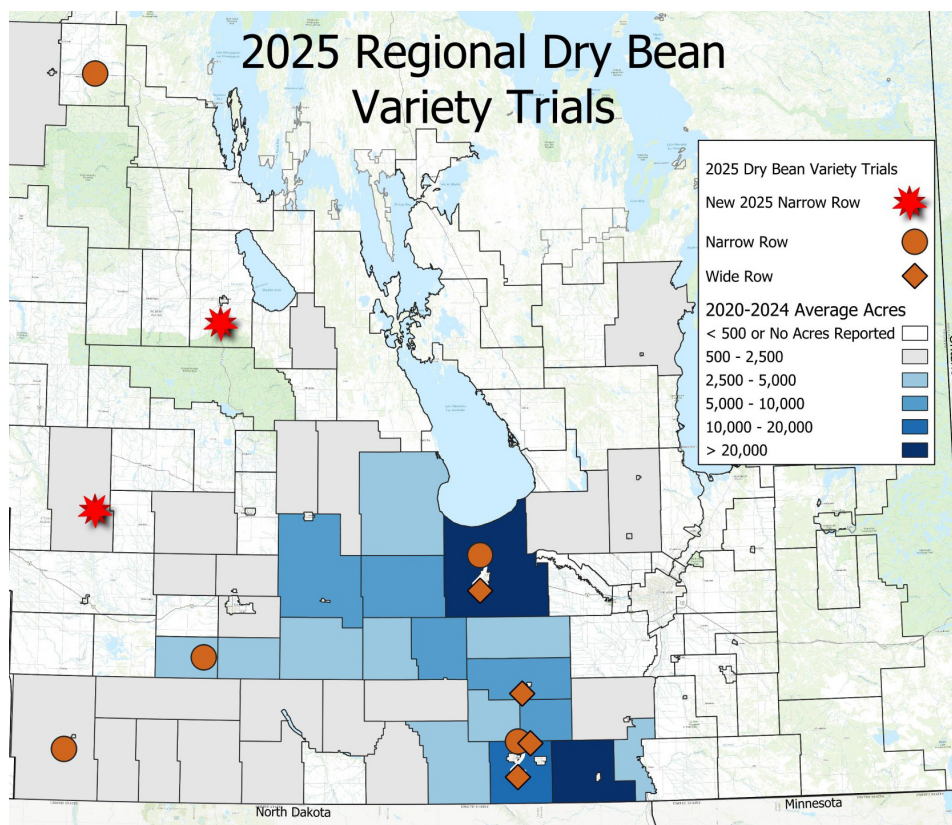 2025 Regional Dry Bean
Variety Trials
2025 Dry Bean Variety Trials
New 2025 Narrow Row
Narrow Row
Wide Row
2020-2024 Average Acres
< 500 or No Acres Reported
500 - 2,500
2,500 - 5,000
5,000 - 10,000
10,000 - 20,000
> 20,000
North Dakota
Minnesota